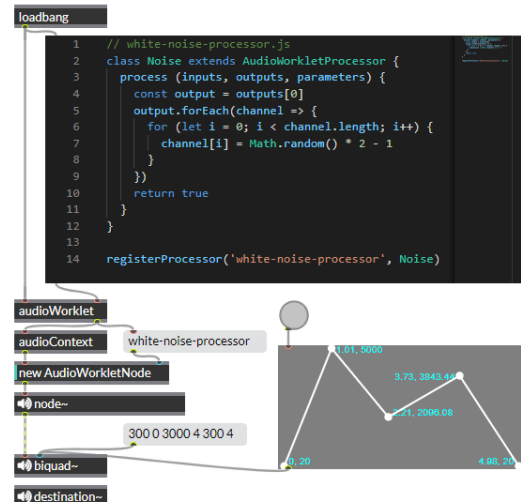 loadbang
1 // white-noise-processor.js
2 class Noise extends AudioWorkletProcessor {
3 process (inputs, outputs, parameters) {
4 const output = outputs[0]
5 output.forEach(channel => {
6 for (let i = 0; i < channel.length; i++) {
7 channel[i] = Math.random() * 2 - 1
8 }
9 })
10 return true
11 }
12 }
13
14 registerProcessor('white-noise-processor', Noise)
audioWorklet
audioContext
white-noise-processor
new AudioWorkletNode
node~
300 0 3000 4 300 4
biquad~
destination~
1.01, 5000
3.73, 3843.44
2.21, 2096.08
0, 20
4.98, 20